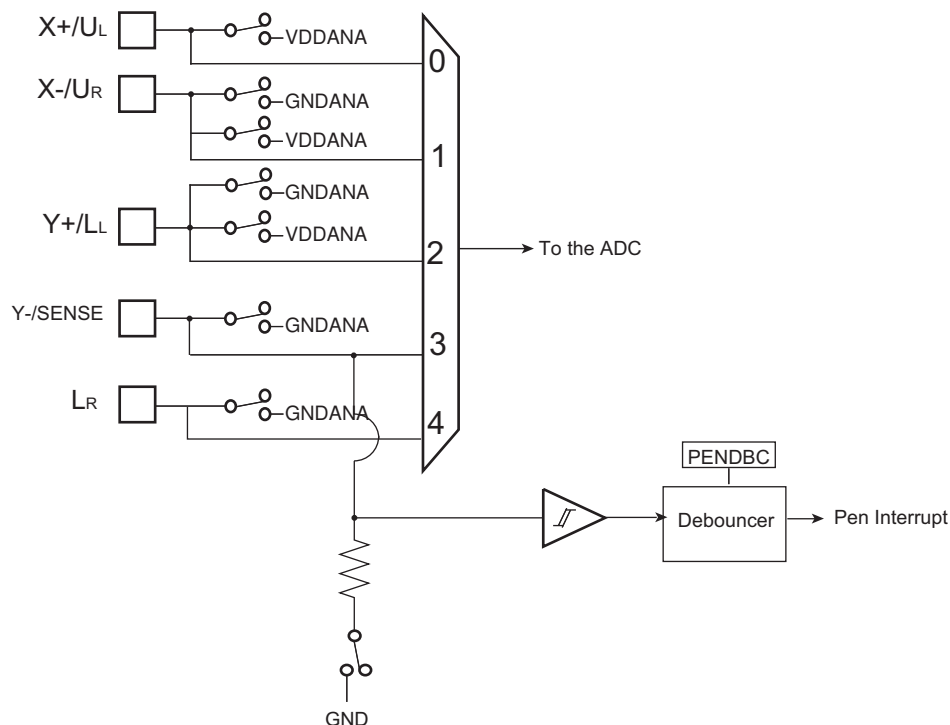 X+/UL
VDDANA
0
X-/UR
GNDANA
VDDANA
1
GNDANA
Y+/LL
VDDANA
2
To the ADC
Y-/SENSE
GNDANA
3
LR
GNDANA
4
PENDBC
Debouncer
Pen Interrupt
GND